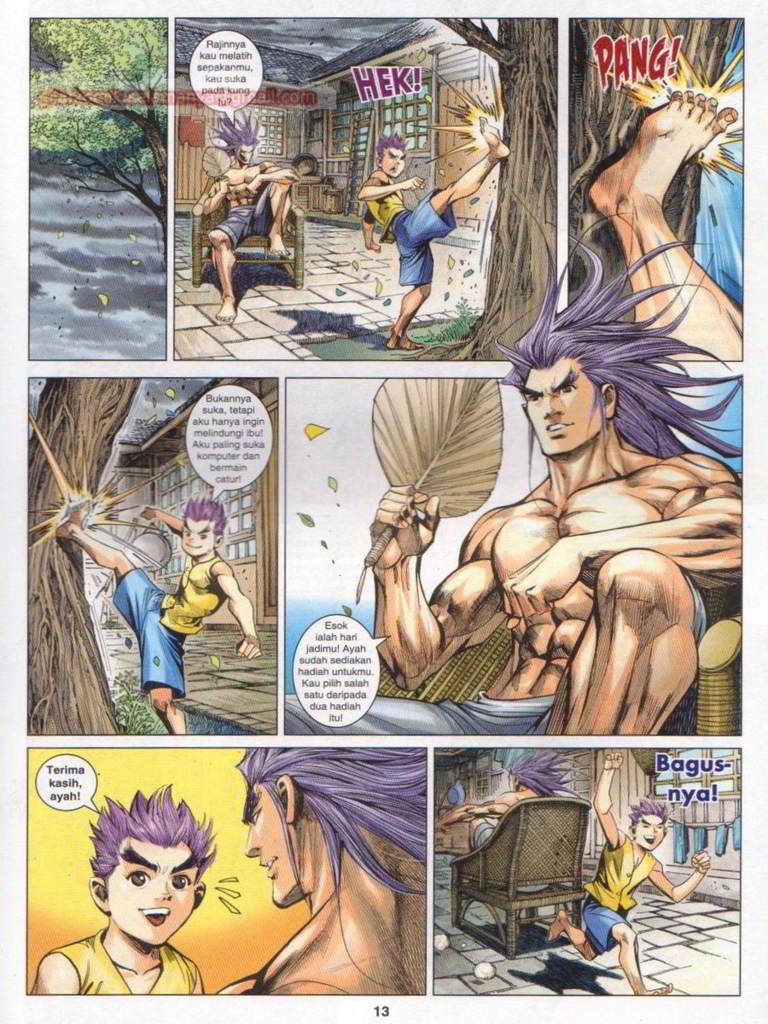 Rajinnya
kau melatih
sepakanmu,
kau suka
pada kung
fu?
HEK!
PANG!
Bukannya
suka, tetapi
aku hanya ingin
melindungi ibu!
Aku paling suka
komputer dan
bermain
catur!
Esok
ialah hari
jadimu! Ayah
sudah sediakan
hadiah untukmu.
Kau pilih salah
satu daripada
dua hadiah
itu!
Terima
kasih,
ayah!
Bagus-
nya!
13